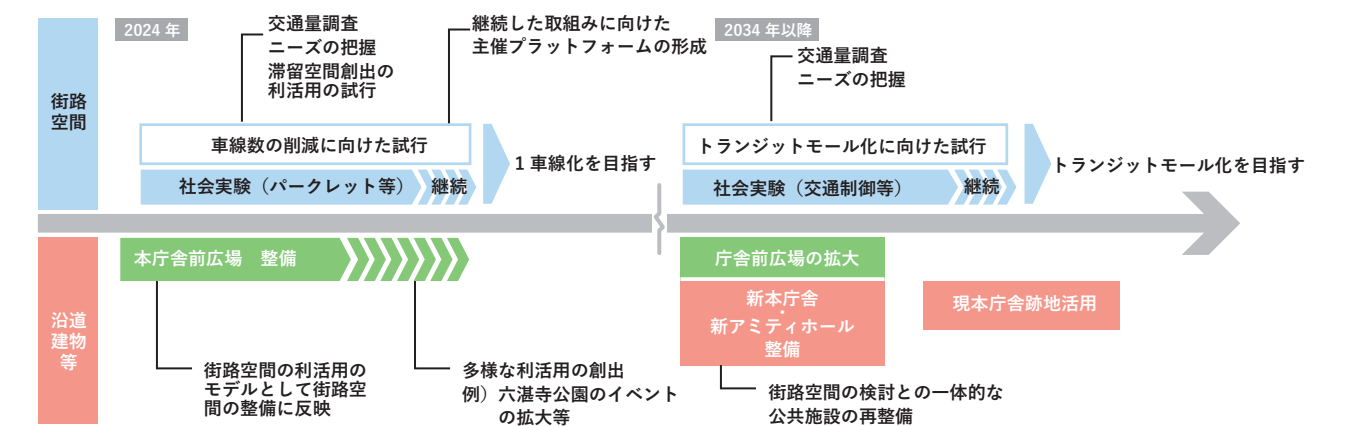 2024 年
交通量調査
ニーズの把握
滞留空間創出の
利活用の試行
継続した取組みに向けた
主催プラットフォームの形成
2034 年以降
交通量調査
ニーズの把握
街路
空間
車線数の削減に向けた試行
社会実験（パークレット等）
継続
1 車線化を目指す
トランジットモール化に向けた試行
社会実験（交通制御等）
継続
トランジットモール化を目指す
沿道
建物
等
本庁舎前広場　整備
庁舎前広場の拡大
新本庁舎
・
新アミティホール
整備
現本庁舎跡地活用
街路空間の利活用の
モデルとして街路空
間の整備に反映
多様な利活用の創出
例）六湛寺公園のイベント
の拡大等
街路空間の検討との一体的な
公共施設の再整備